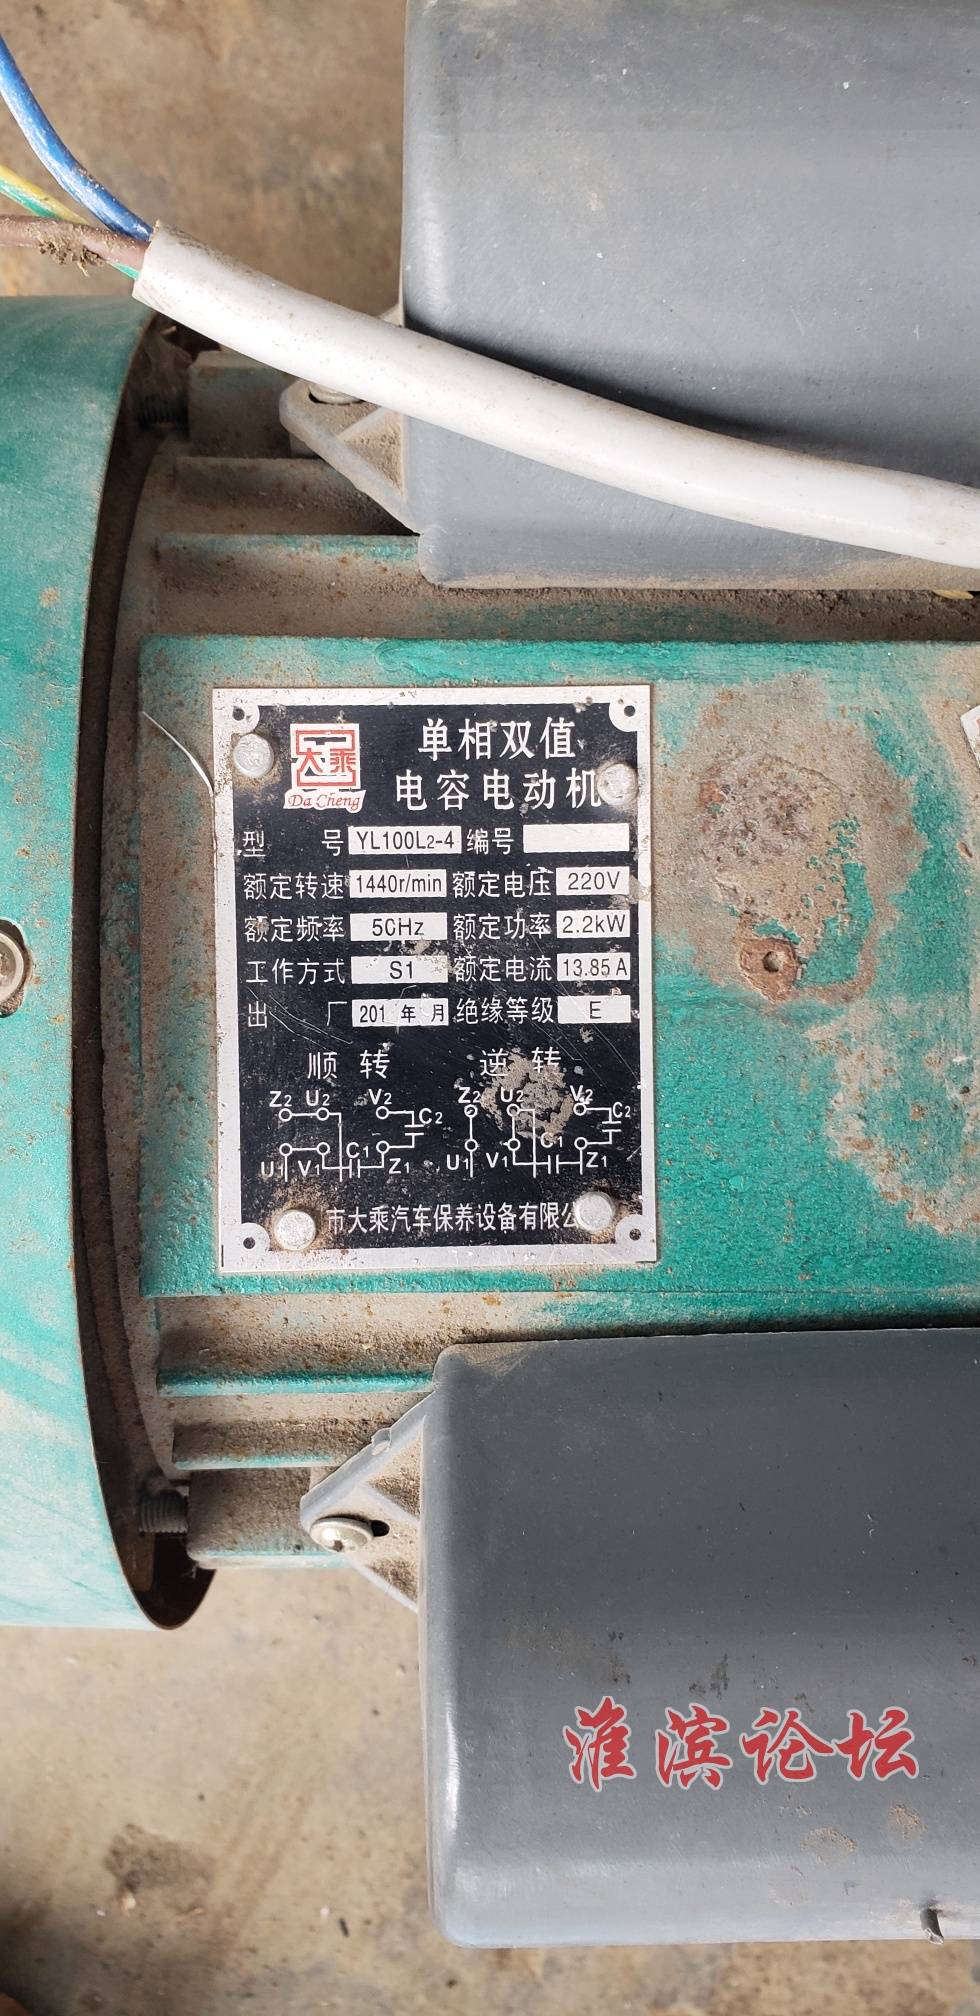 大乘
Da Cheng
单相双值
电容电动机
型 号 YL100L2-4 编号
额定转速 1440r/min 额定电压 220V
额定频率 50Hz 额定功率 2.2kW
工作方式 S1 额定电流 13.85A
出 厂 201 年 月 绝缘等级 E
顺 转 逆 转
Z2 U2 V2 Z2 U2 V2
C2 C2
C1 C1
U1 V1 Z1 U1 V1 Z1
市大乘汽车保养设备有限公
淮滨论坛